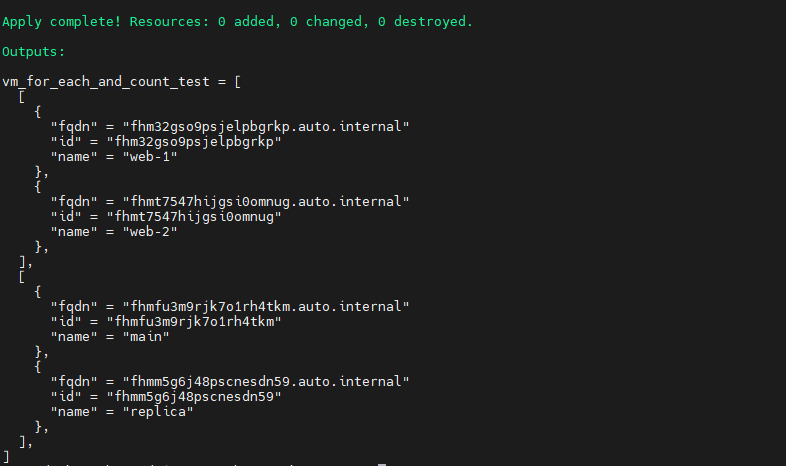 Apply complete! Resources: 0 added, 0 changed, 0 destroyed.
Outputs:
vm_for_each_and_count_test = [
  [
    {
      "fqdn" = "fhm32gso9psjelpbgrkp.auto.internal"
      "id" = "fhm32gso9psjelpbgrkp"
      "name" = "web-1"
    },
    {
      "fqdn" = "fhmt7547hijgsi0omnug.auto.internal"
      "id" = "fhmt7547hijgsi0omnug"
      "name" = "web-2"
    },
  ],
  [
    {
      "fqdn" = "fhmfu3m9rjk7o1rh4tkm.auto.internal"
      "id" = "fhmfu3m9rjk7o1rh4tkm"
      "name" = "main"
    },
    {
      "fqdn" = "fhmm5g6j48pscnesdn59.auto.internal"
      "id" = "fhmm5g6j48pscnesdn59"
      "name" = "replica"
    },
  ],
]